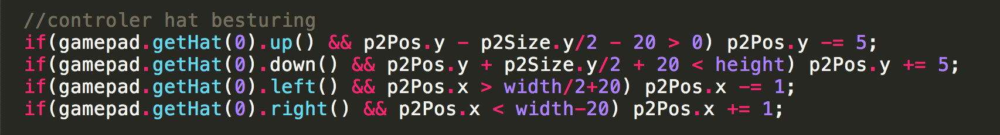 //controler hat besturing
if(gamepad.getHat(0).up() && p2Pos.y - p2Size.y/2 - 20 > 0) p2Pos.y -= 5;
if(gamepad.getHat(0).down() && p2Pos.y + p2Size.y/2 + 20 < height) p2Pos.y += 5;
if(gamepad.getHat(0).left() && p2Pos.x > width/2+20) p2Pos.x -= 1;
if(gamepad.getHat(0).right() && p2Pos.x < width-20) p2Pos.x += 1;